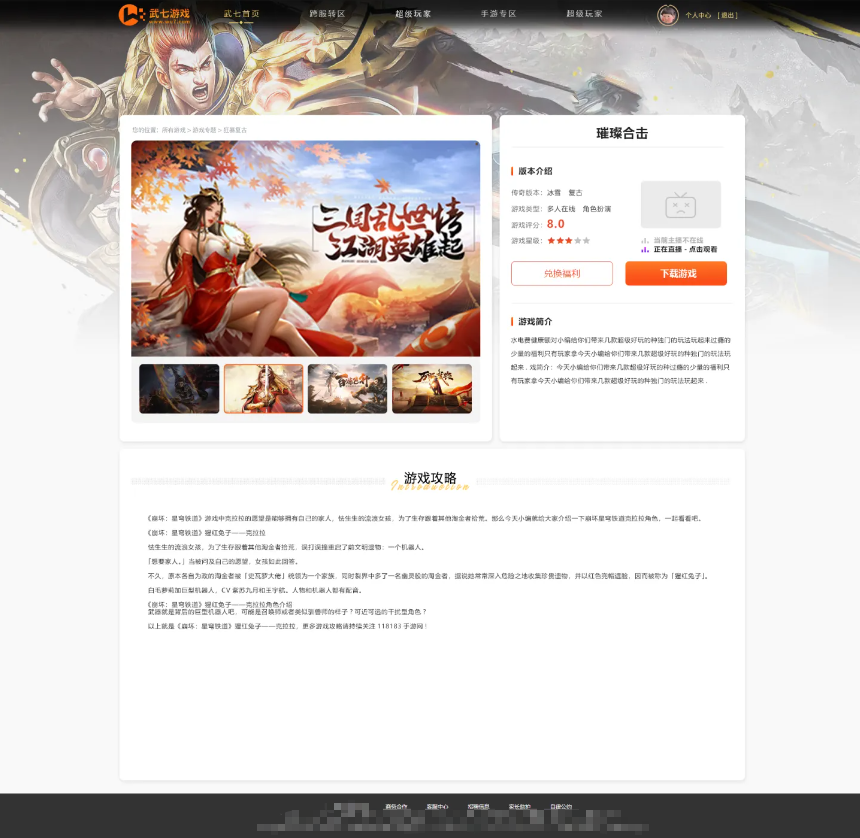 武七游戏
武七首页
跨服转区
超级玩家
手游专区
超级玩家
个人中心 [退出]
您的位置: 所有游戏 > 游戏专题 > 红寨复古
三国乱世情
江湖英雄起
璀璨合击
版本介绍
传奇版本: 冰雪 复古
游戏类型: 多人在线 角色扮演
游戏评分: 8.0
游戏星级: ★★★★★
当前主播不在线
正在直播 - 点击观看
兑换福利
下载游戏
游戏简介
水电费健康额对小编给你们带来几款超级好玩的种独门的玩法玩起来过瘾的
少量的福利只有玩家拿今天小编给你们带来几款超级好玩的种独门的玩法玩
起来 . 戏简介: 今天小编给你们带来几款超级好玩的种过瘾的少量的福利只
有玩家拿今天小编给你们带来几款超级好玩的种独门的玩法玩起来 .
游戏攻略
Introduction
《崩坏: 星穹铁道》游戏中克拉拉的愿望是能够拥有自己的家人, 怯生生的流浪女孩, 为了生存跟着其他淘金者拾荒。那么今天小编就给大家介绍一下崩坏星穹铁道克拉拉角色, 一起看看吧。
《崩坏: 星穹铁道》猩红兔子——克拉拉
怯生生的流浪女孩, 为了生存跟着其他淘金者拾荒, 误打误撞重启了前文明遗物: 一个机器人。
「想要家人。」当被问及自己的愿望, 女孩如此回答。
不久, 原本各自为政的淘金者被「史瓦罗大佬」统领为一个家族, 同时裂界中多了一名幽灵般的淘金者, 据说她常常深入危险之地收集珍贵遗物, 并以红色兜帽遮脸, 因而被称为「猩红兔子」。
白毛萝莉加巨型机器人, CV 紫苏九月和王宇航。人物和机器人都有配音。
《崩坏: 星穹铁道》猩红兔子——克拉拉角色介绍
武器就是背后的巨型机器人吧, 可能是召唤师或者类似驯兽师的样子? 可近可远的干扰型角色?
以上就是《崩坏: 星穹铁道》猩红兔子——克拉拉, 更多游戏攻略请持续关注 118183 手游网!
商务合作
客服中心
招聘信息
家长监护
自律公约